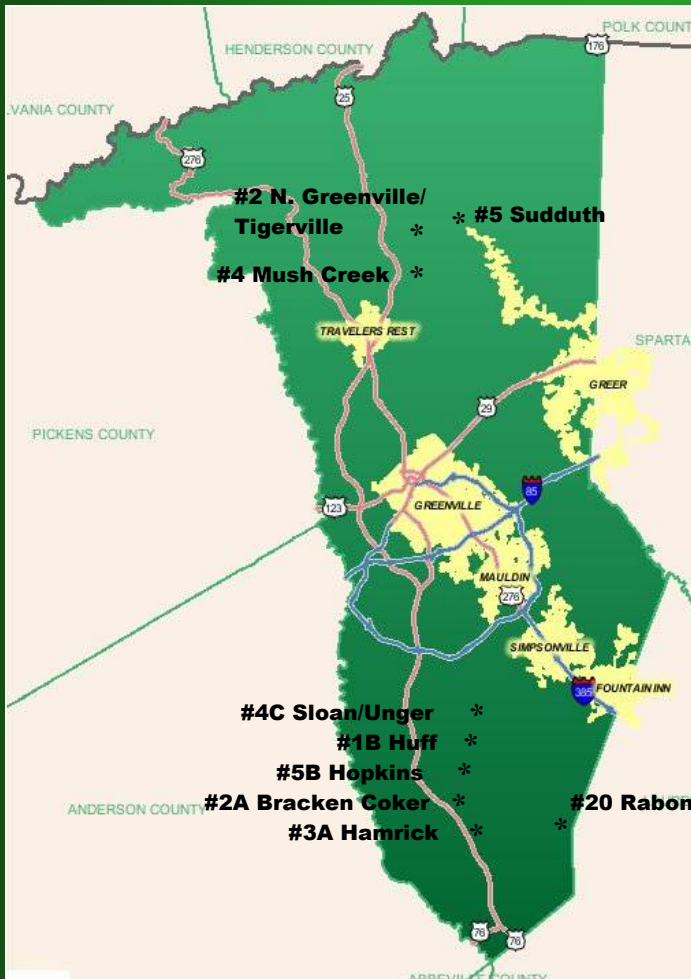 POLK COUNT
176
HENDERSON COUNTY
25
LVANIA COUNTY
276
#2 N. Greenville/
Tigerville
*
* #5 Sudduth
#4 Mush Creek *
TRAVELERS REST
SPARTA
GREER
29
PICKENS COUNTY
85
123
GREENVILLE
MAULDIN
276
SIMPSONVILLE
385
FOUNTAIN INN
#4C Sloan/Unger *
#1B Huff *
#5B Hopkins *
ANDERSON COUNTY
#2A Bracken Coker *
#20 Rabon
*
#3A Hamrick *
76
76
ABBEVILLE COUNTY